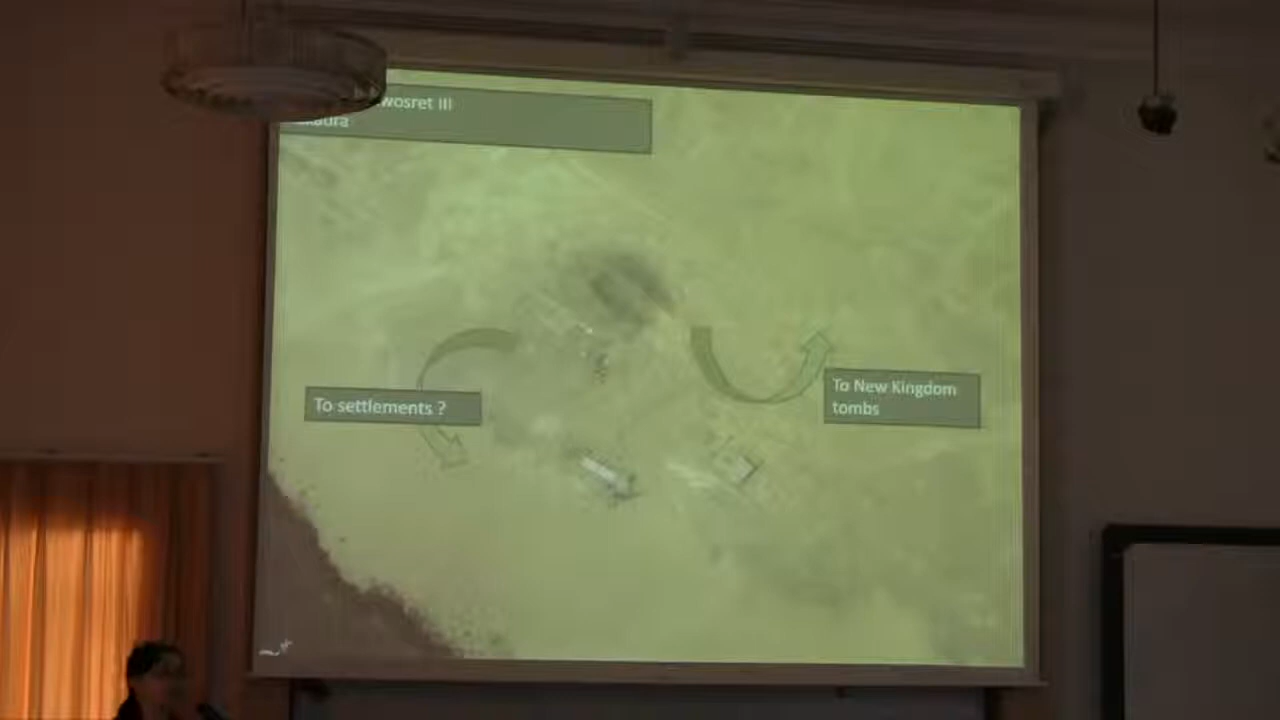 wosret III
To settlements ?
To New Kingdom
tombs